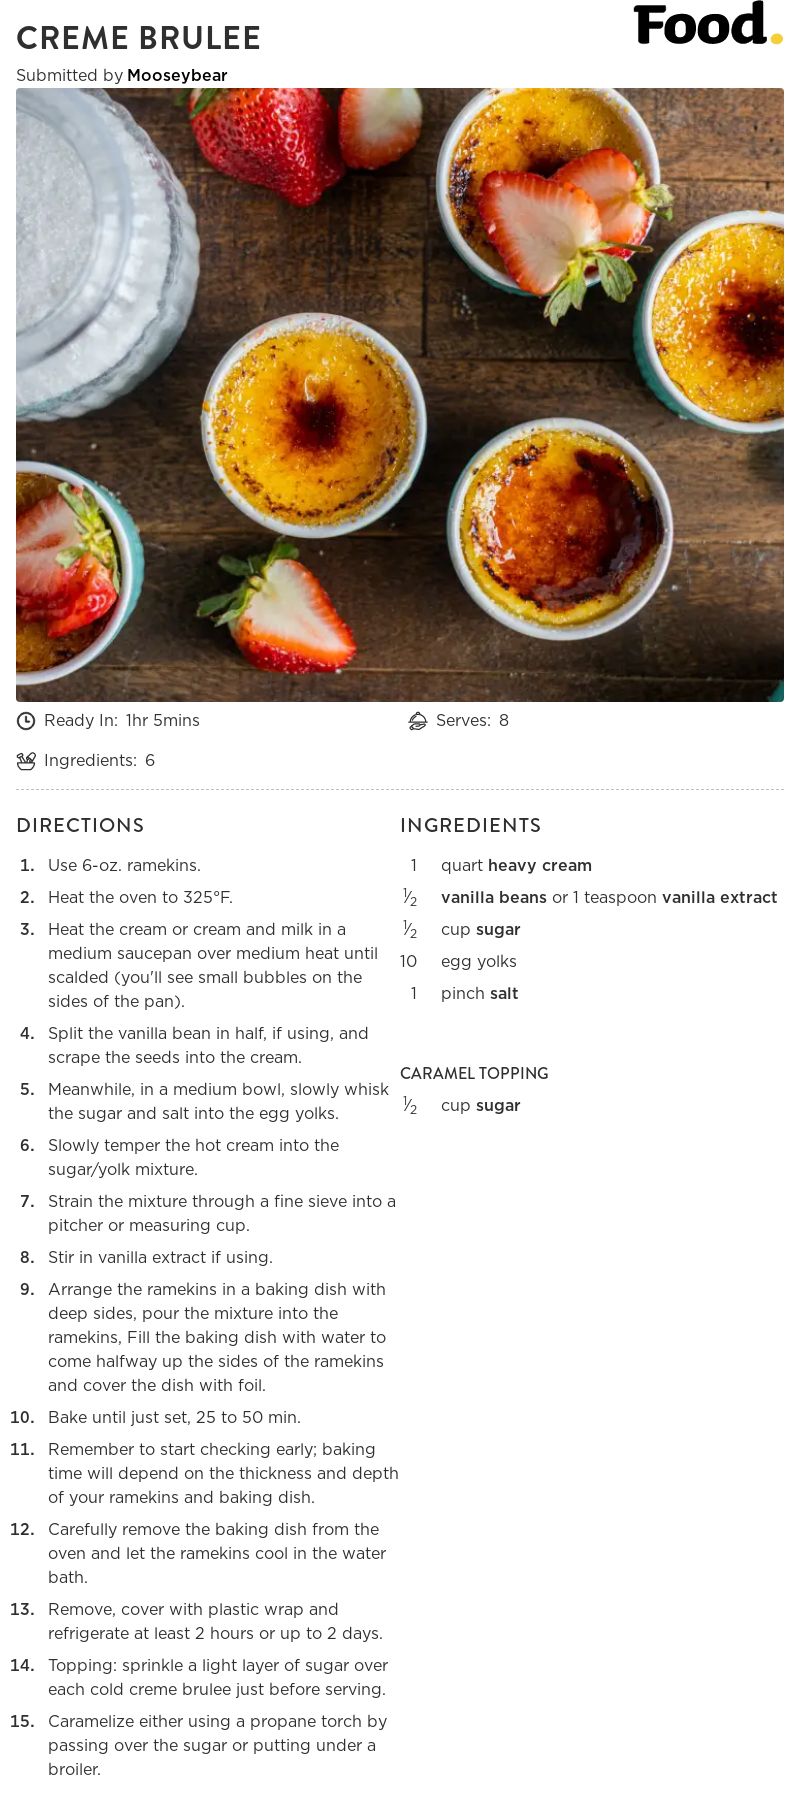 CREME BRULEE
Food.
Submitted by Mooseybear
Ready In: 1hr 5mins
Serves: 8
Ingredients: 6
DIRECTIONS
1. Use 6-oz. ramekins.
2. Heat the oven to 325°F.
3. Heat the cream or cream and milk in a
medium saucepan over medium heat until
scalded (you'll see small bubbles on the
sides of the pan).
4. Split the vanilla bean in half, if using, and
scrape the seeds into the cream.
5. Meanwhile, in a medium bowl, slowly whisk
the sugar and salt into the egg yolks.
6. Slowly temper the hot cream into the
sugar/yolk mixture.
7. Strain the mixture through a fine sieve into a
pitcher or measuring cup.
8. Stir in vanilla extract if using.
9. Arrange the ramekins in a baking dish with
deep sides, pour the mixture into the
ramekins, Fill the baking dish with water to
come halfway up the sides of the ramekins
and cover the dish with foil.
10. Bake until just set, 25 to 50 min.
11. Remember to start checking early; baking
time will depend on the thickness and depth
of your ramekins and baking dish.
12. Carefully remove the baking dish from the
oven and let the ramekins cool in the water
bath.
13. Remove, cover with plastic wrap and
refrigerate at least 2 hours or up to 2 days.
14. Topping: sprinkle a light layer of sugar over
each cold creme brulee just before serving.
15. Caramelize either using a propane torch by
passing over the sugar or putting under a
broiler.
INGREDIENTS
1 quart heavy cream
1⁄2 vanilla beans or 1 teaspoon vanilla extract
1⁄2 cup sugar
10 egg yolks
1 pinch salt
CARAMEL TOPPING
1⁄2 cup sugar